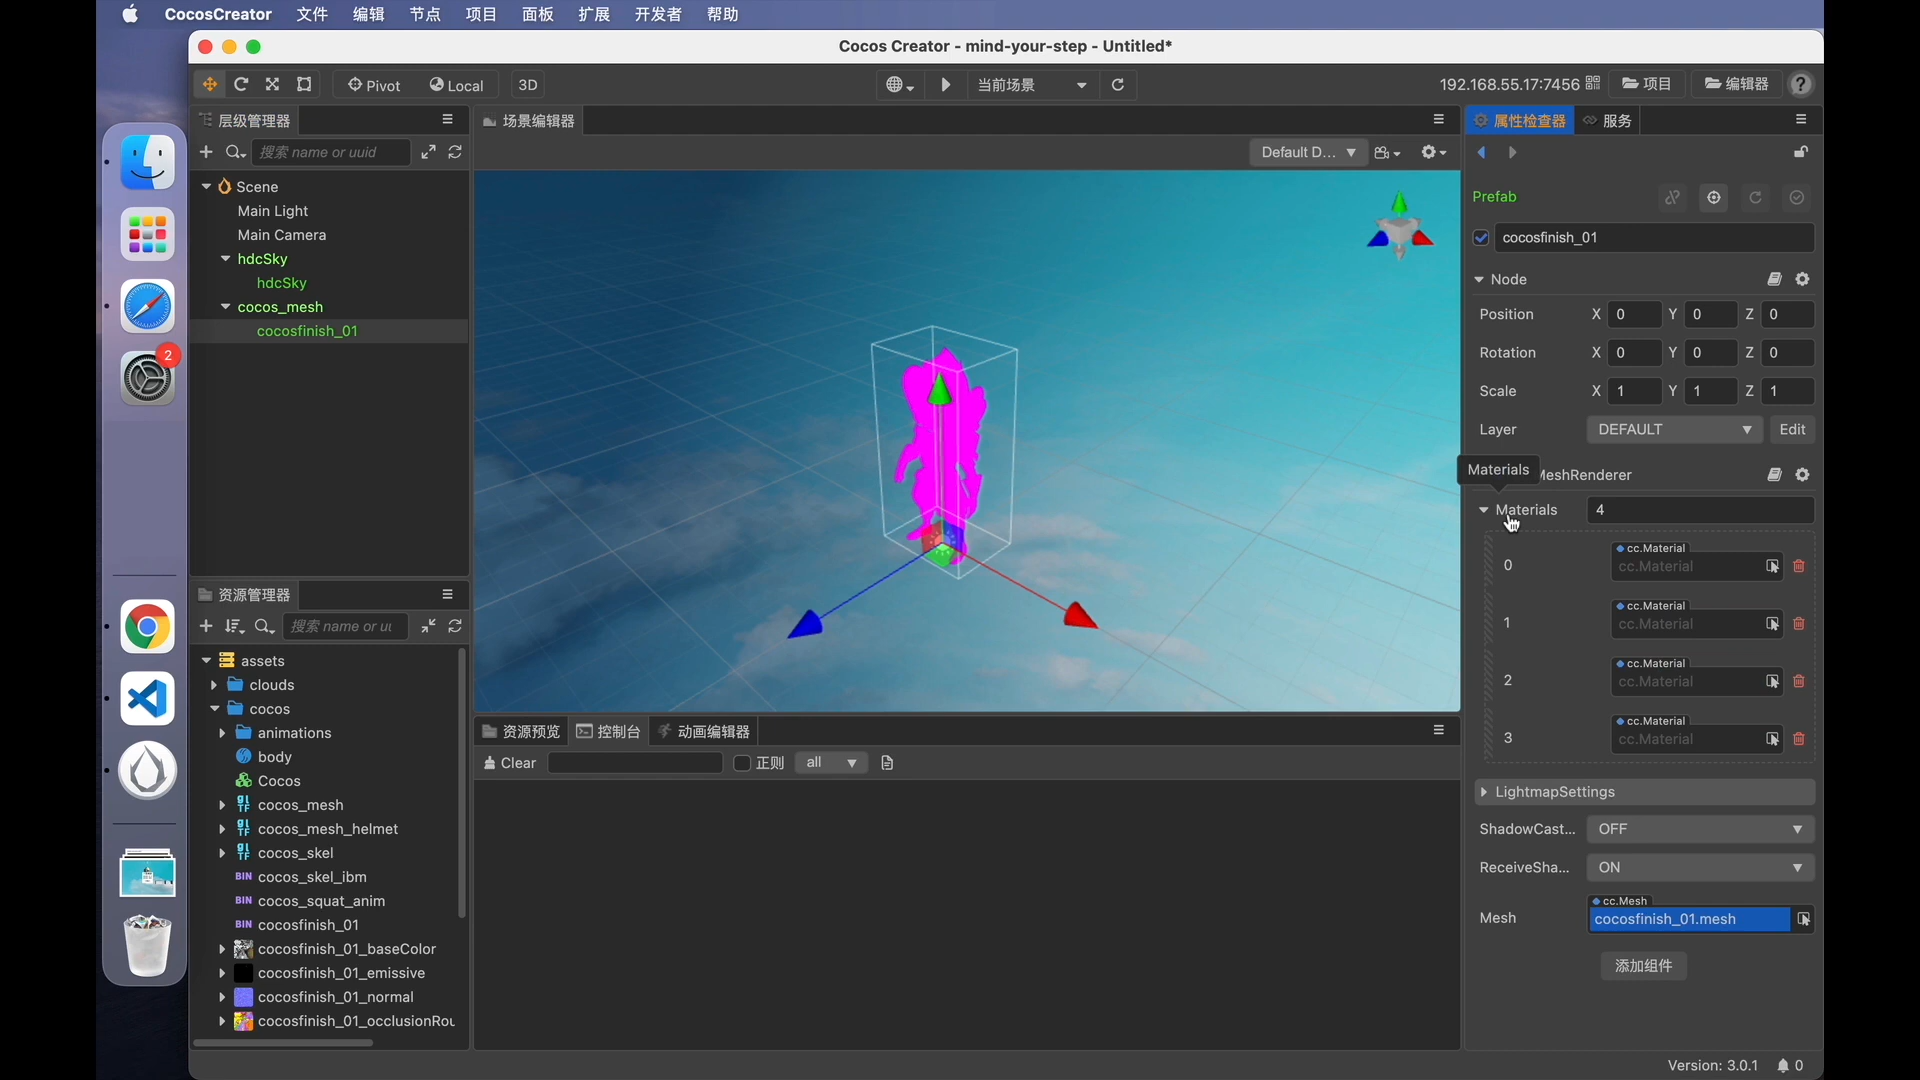 CocosCreator 文件 编辑 节点 项目 面板 扩展 开发者 帮助
Cocos Creator - mind-your-step - Untitled*
Pivot Local 3D 当前场景 192.168.55.17:7456 项目 编辑器 ?
层级管理器
搜索 name or uuid
Scene
Main Light
Main Camera
hdcSky
hdcSky
cocos_mesh
cocosfinish_01
2
资源管理器
搜索 name or uu
assets
clouds
cocos
animations
body
Cocos
cocos_mesh
cocos_mesh_helmet
cocos_skel
BIN cocos_skel_ibm
BIN cocos_squat_anim
BIN cocosfinish_01
cocosfinish_01_baseColor
cocosfinish_01_emissive
cocosfinish_01_normal
cocosfinish_01_occlusionRou
场景编辑器
Default D...
资源预览 控制台 动画编辑器
Clear 正则 all
属性检查器 服务
Prefab
cocosfinish_01
Node
Position X 0 Y 0 Z 0
Rotation X 0 Y 0 Z 0
Scale X 1 Y 1 Z 1
Layer DEFAULT Edit
Materials
MeshRenderer
Materials 4
cc.Material
0 cc.Material
cc.Material
1 cc.Material
cc.Material
2 cc.Material
cc.Material
3 cc.Material
LightmapSettings
ShadowCast... OFF
ReceiveSha... ON
cc.Mesh
Mesh cocosfinish_01.mesh
添加组件
Version: 3.0.1 0